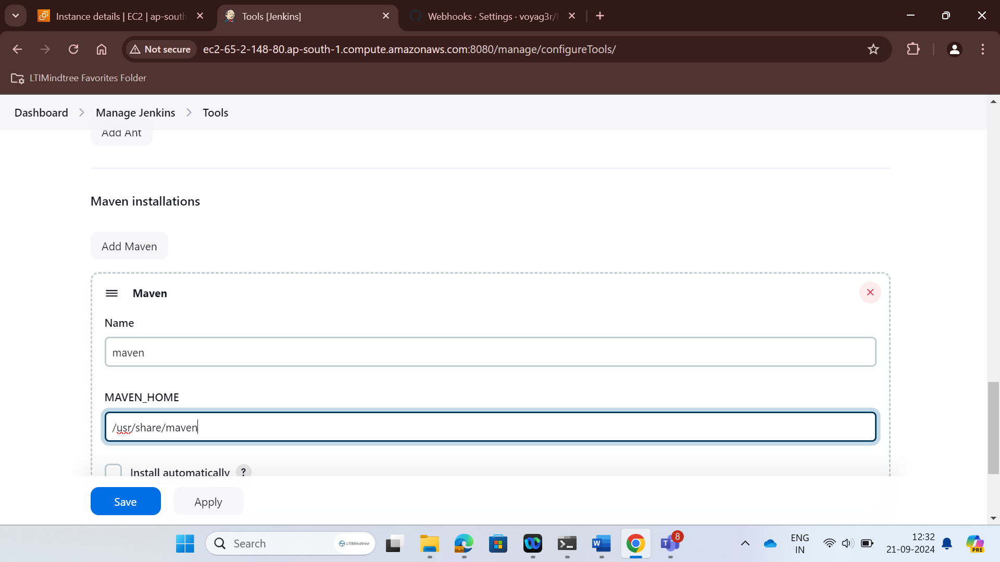 Instance details | EC2 | ap-south
Tools [Jenkins]
Webhooks · Settings · voyag3r/
Not secure
ec2-65-2-148-80.ap-south-1.compute.amazonaws.com:8080/manage/configureTools/
LTIMindtree Favorites Folder
Dashboard > Manage Jenkins > Tools
Add Ant
Maven installations
Add Maven
Maven
Name
maven
MAVEN_HOME
/usr/share/maven
Install automatically ?
Save
Apply
Search
LTIMindtree
8
ENG
IN
12:32
21-09-2024
PRE